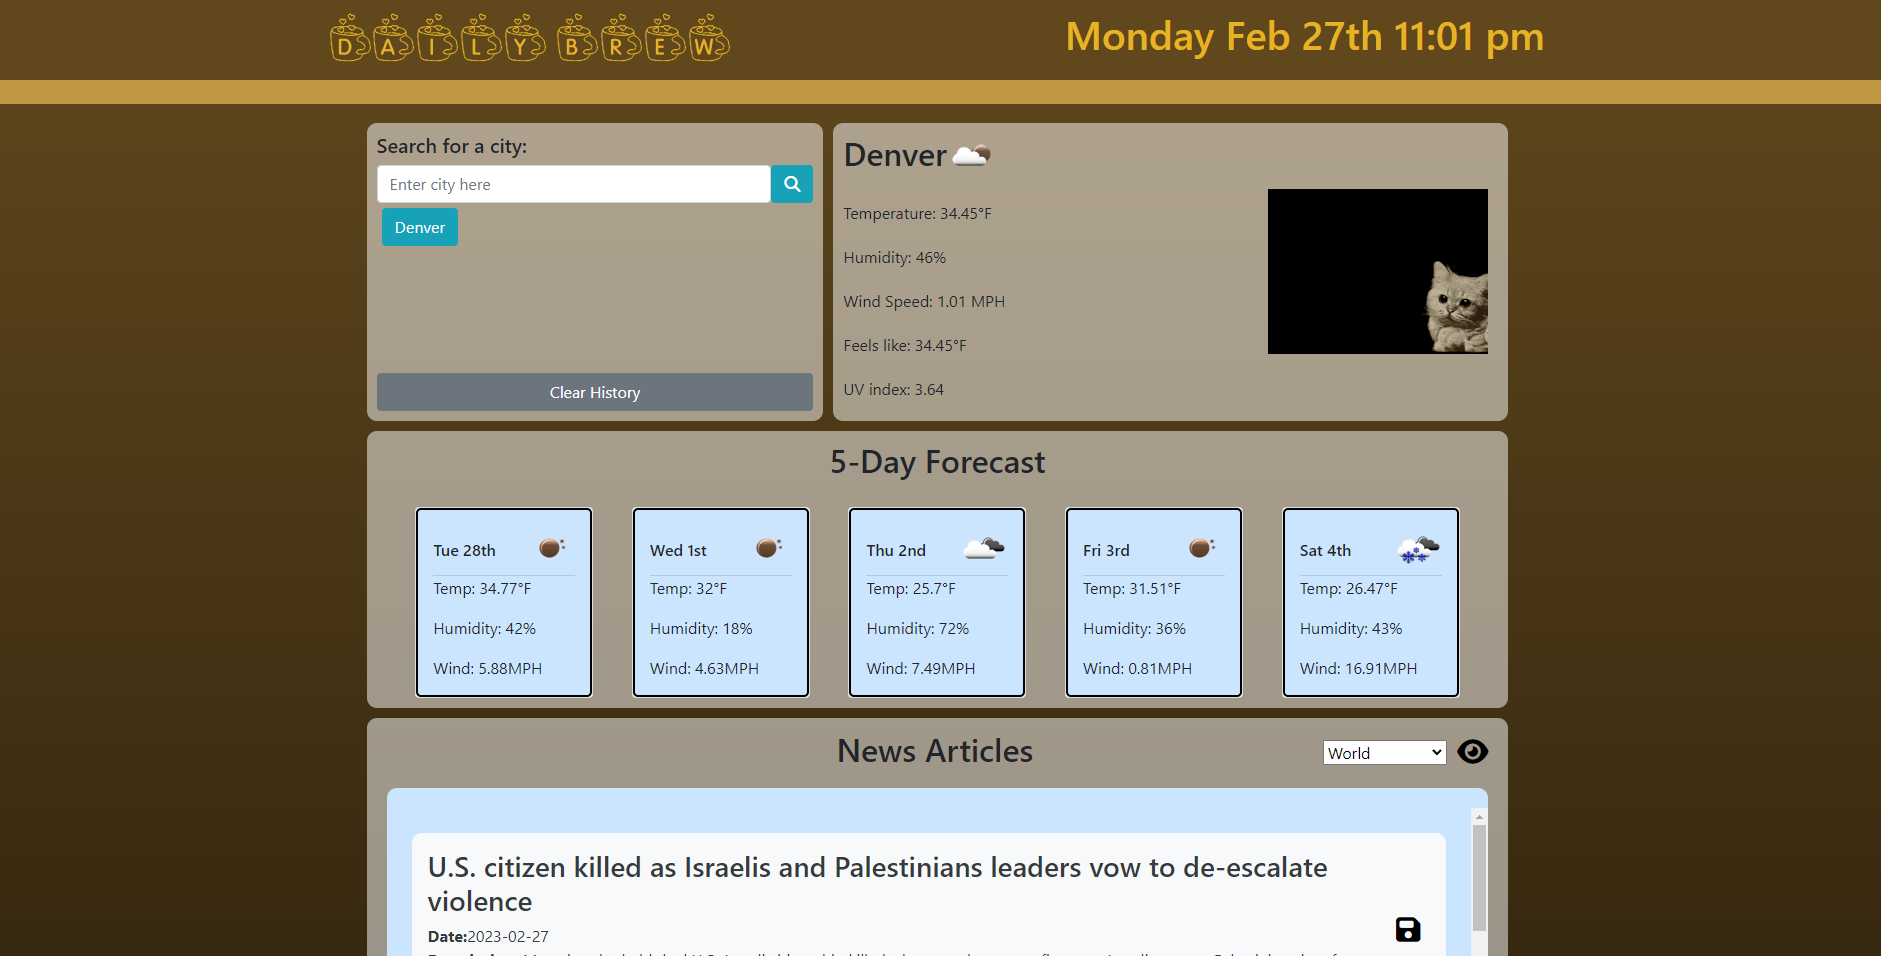 DAILY BREW
Monday Feb 27th 11:01 pm
Search for a city:
Enter city here
Denver
Clear History
Denver
Temperature: 34.45°F
Humidity: 46%
Wind Speed: 1.01 MPH
Feels like: 34.45°F
UV index: 3.64
5-Day Forecast
Tue 28th
Temp: 34.77°F
Humidity: 42%
Wind: 5.88MPH
Wed 1st
Temp: 32°F
Humidity: 18%
Wind: 4.63MPH
Thu 2nd
Temp: 25.7°F
Humidity: 72%
Wind: 7.49MPH
Fri 3rd
Temp: 31.51°F
Humidity: 36%
Wind: 0.81MPH
Sat 4th
Temp: 26.47°F
Humidity: 43%
Wind: 16.91MPH
News Articles
World
U.S. citizen killed as Israelis and Palestinians leaders vow to de-escalate
violence
Date:2023-02-27